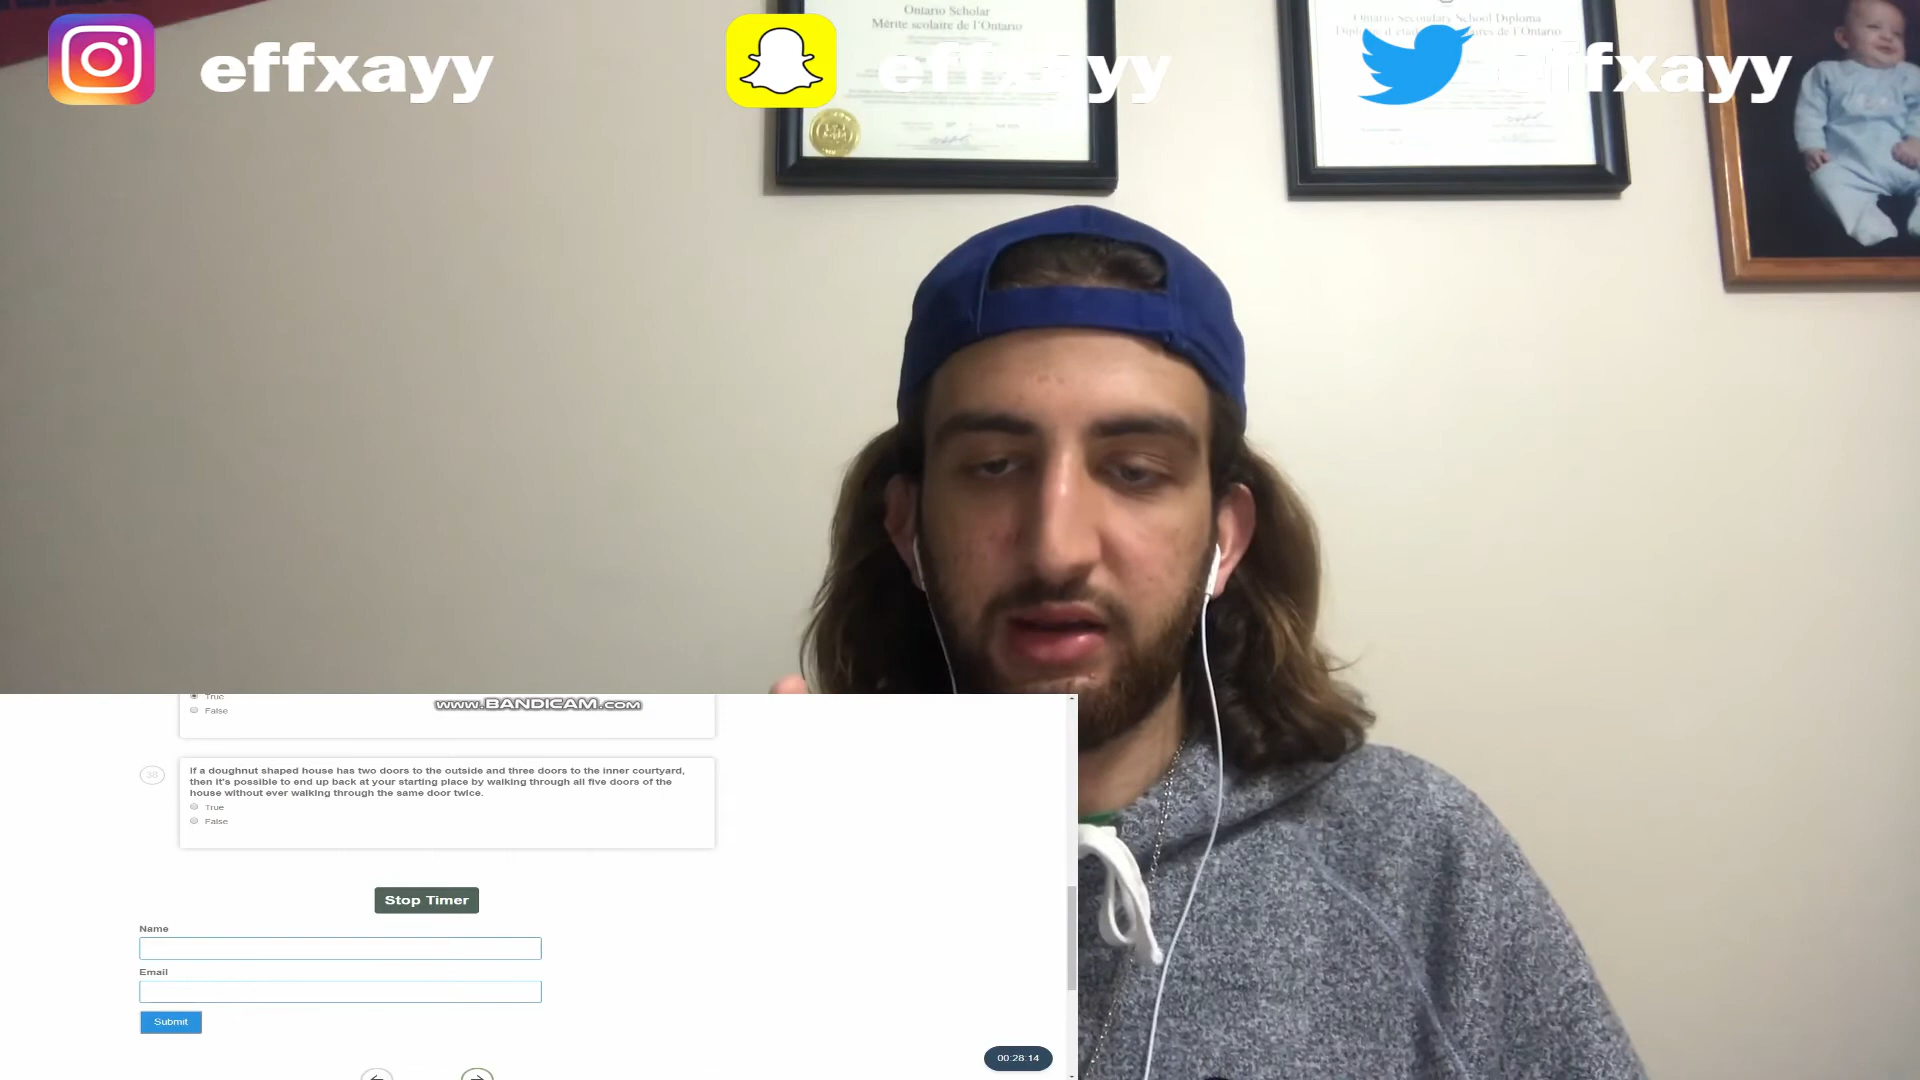 effxayy
effxayy
effxayy
Ontario Scholar
Mérite scolaire de l'Ontario
Ontario Secondary School Diploma
True
False
www.BANDICAM.com
38
If a doughnut shaped house has two doors to the outside and three doors to the inner courtyard,
then it's possible to end up back at your starting place by walking through all five doors of the
house without ever walking through the same door twice.
True
False
Stop Timer
Name
Email
Submit
00:28:14